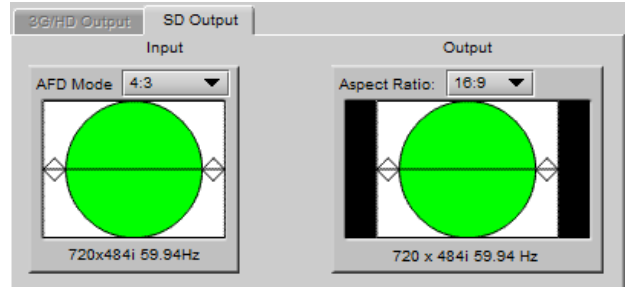 3G/HD Output SD Output
Input Output
AFD Mode 4:3 Aspect Ratio: 16:9
720x484i 59.94Hz 720 x 484i 59.94 Hz